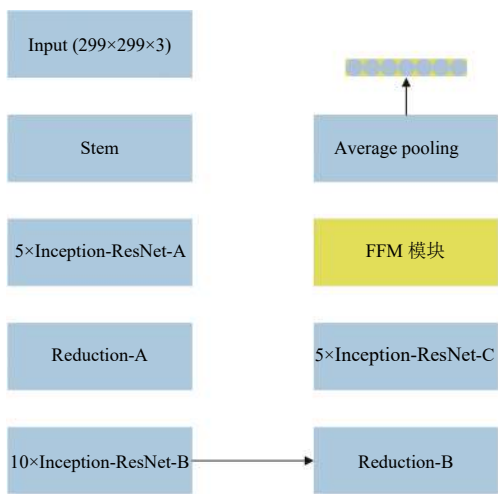 Input (299×299×3)
Stem
5×Inception-ResNet-A
Reduction-A
10×Inception-ResNet-B
Average pooling
FFM 模块
5×Inception-ResNet-C
Reduction-B